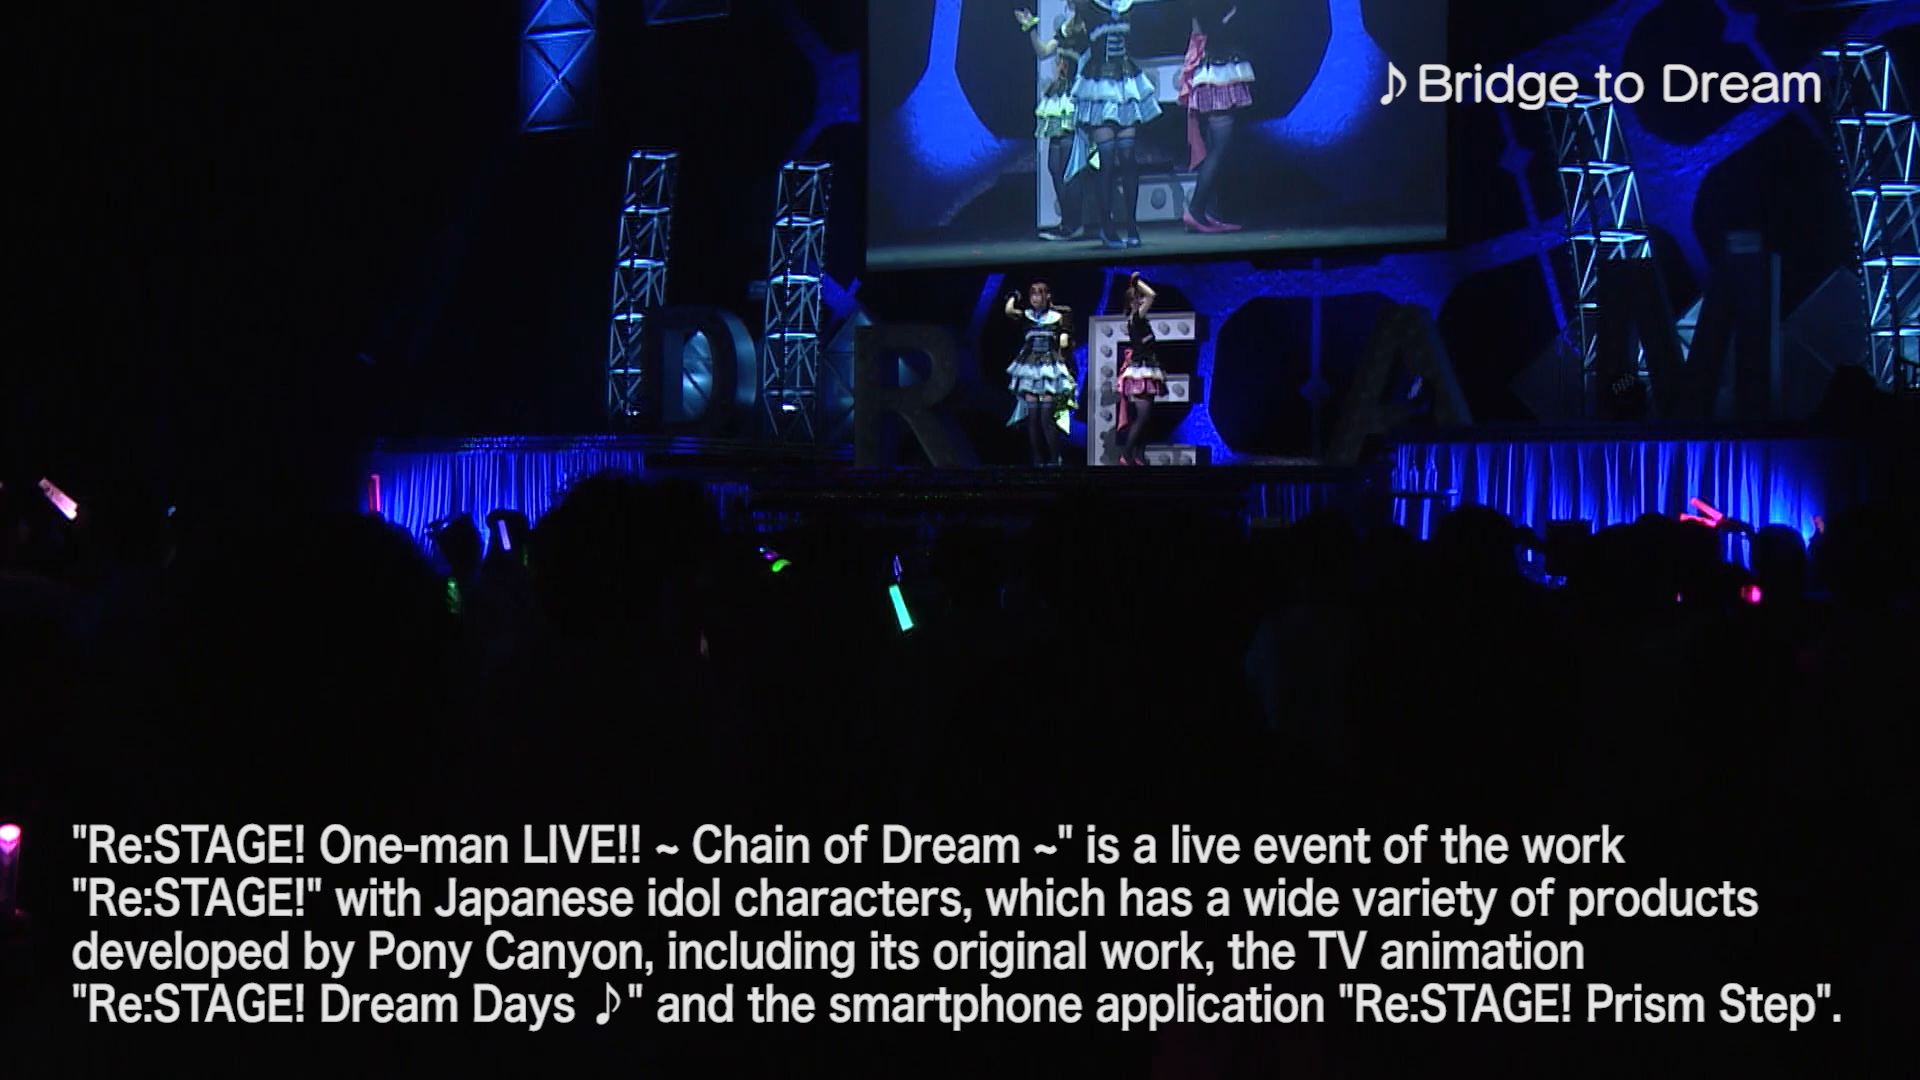 ♪Bridge to Dream
DREAM
"Re:STAGE! One-man LIVE!! ~ Chain of Dream ~" is a live event of the work
"Re:STAGE!" with Japanese idol characters, which has a wide variety of products
developed by Pony Canyon, including its original work, the TV animation
"Re:STAGE! Dream Days ♪" and the smartphone application "Re:STAGE! Prism Step".